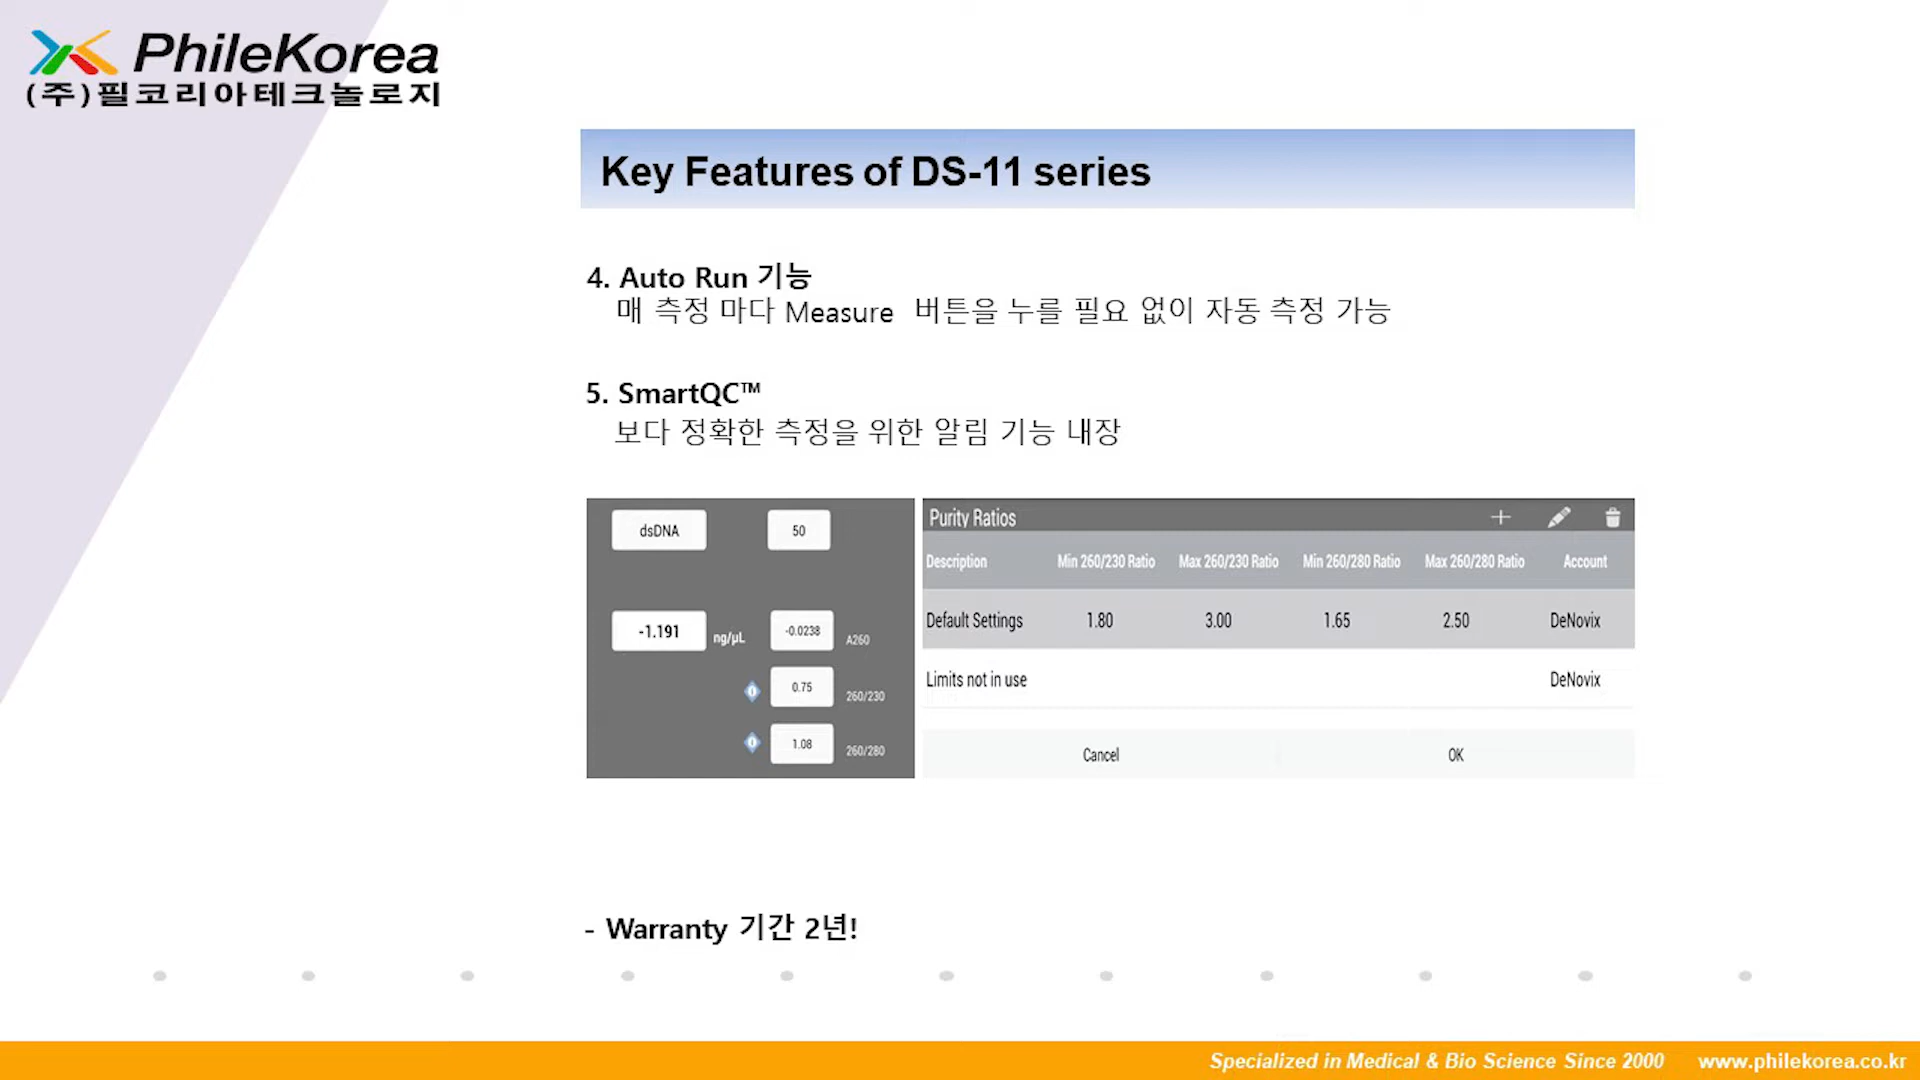 PhileKorea
(주)필코리아테크놀로지
Key Features of DS-11 series
4. Auto Run 기능
매 측정 마다 Measure 버튼을 누를 필요 없이 자동 측정 가능
5. SmartQC™
보다 정확한 측정을 위한 알림 기능 내장
dsDNA 50
-1.191 ng/µL -0.0238 A260
0.75 260/230
1.08 260/280
Purity Ratios
Description Min 260/230 Ratio Max 260/230 Ratio Min 260/280 Ratio Max 260/280 Ratio Account
Default Settings 1.80 3.00 1.65 2.50 DeNovix
Limits not in use DeNovix
Cancel OK
- Warranty 기간 2년!
Specialized in Medical & Bio Science Since 2000 www.philekorea.co.kr